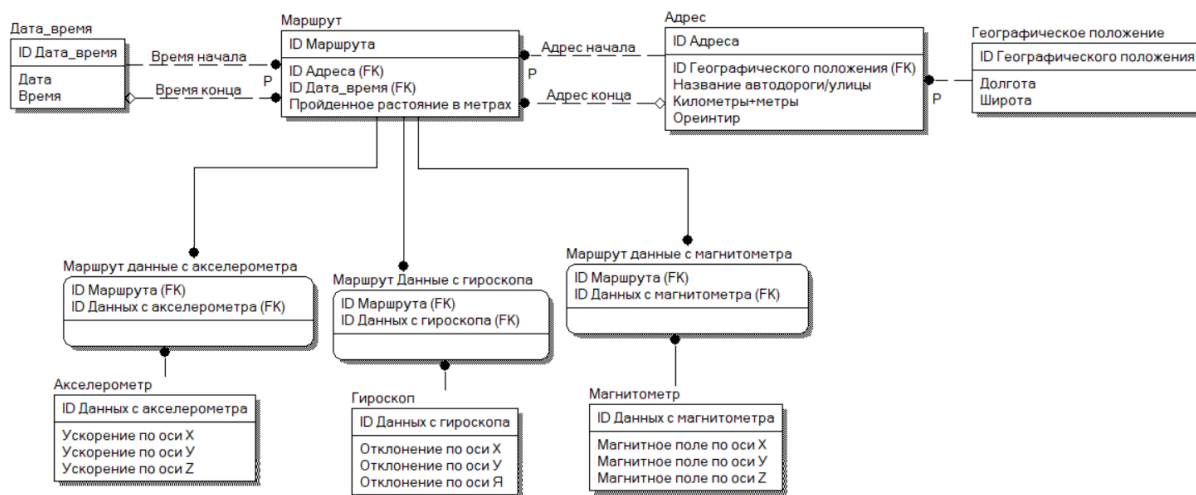 Дата_время
ID Дата_время
Дата
Время
Время начала
P
Время конца
Маршрут
ID Маршрута
ID Адреса (FK)
ID Дата_время (FK)
Пройденное растояние в метрах
Адрес начала
P
Адрес конца
Адрес
ID Адреса
ID Географического положения (FK)
Название автодороги/улицы
Километры+метры
Ореинтир
P
Географическое положение
ID Географического положения
Долгота
Широта
Маршрут данные с акселерометра
ID Маршрута (FK)
ID Данных с акселерометра (FK)
Маршрут Данные с гироскопа
ID Маршрута (FK)
ID Данных с гироскопа (FK)
Маршрут данные с магнитометра
ID Маршрута (FK)
ID Данных с магнитометра (FK)
Акселерометр
ID Данных с акселерометра
Ускорение по оси X
Ускорение по оси У
Ускорение по оси Z
Гироскоп
ID Данных с гироскопа
Отклонение по оси X
Отклонение по оси У
Отклонение по оси Я
Магнитометр
ID Данных с магнитометра
Магнитное поле по оси X
Магнитное поле по оси У
Магнитное поле по оси Z